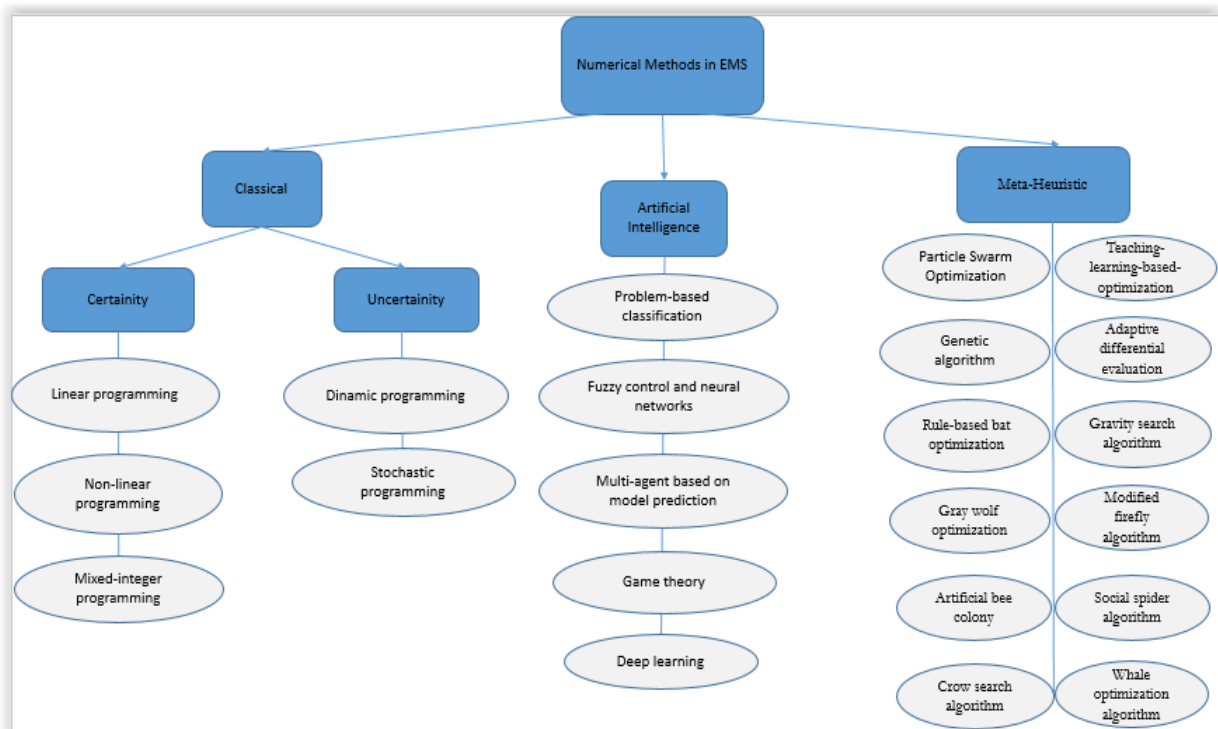 Numerical Methods in EMS
Classical
Artificial
Intelligence
Meta-Heuristic
Certainity
Uncertainity
Linear programming
Non-linear
programming
Mixed-integer
programming
Dinamic programming
Stochastic
programming
Problem-based
classification
Fuzzy control and neural
networks
Multi-agent based on
model prediction
Game theory
Deep learning
Particle Swarm
Optimization
Genetic
algorithm
Rule-based bat
optimization
Gray wolf
optimization
Artificial bee
colony
Crow search
algorithm
Teaching-
learning-based-
optimization
Adaptive
differential
evaluation
Gravity search
algorithm
Modified
firefly
algorithm
Social spider
algorithm
Whale
optimization
algorithm